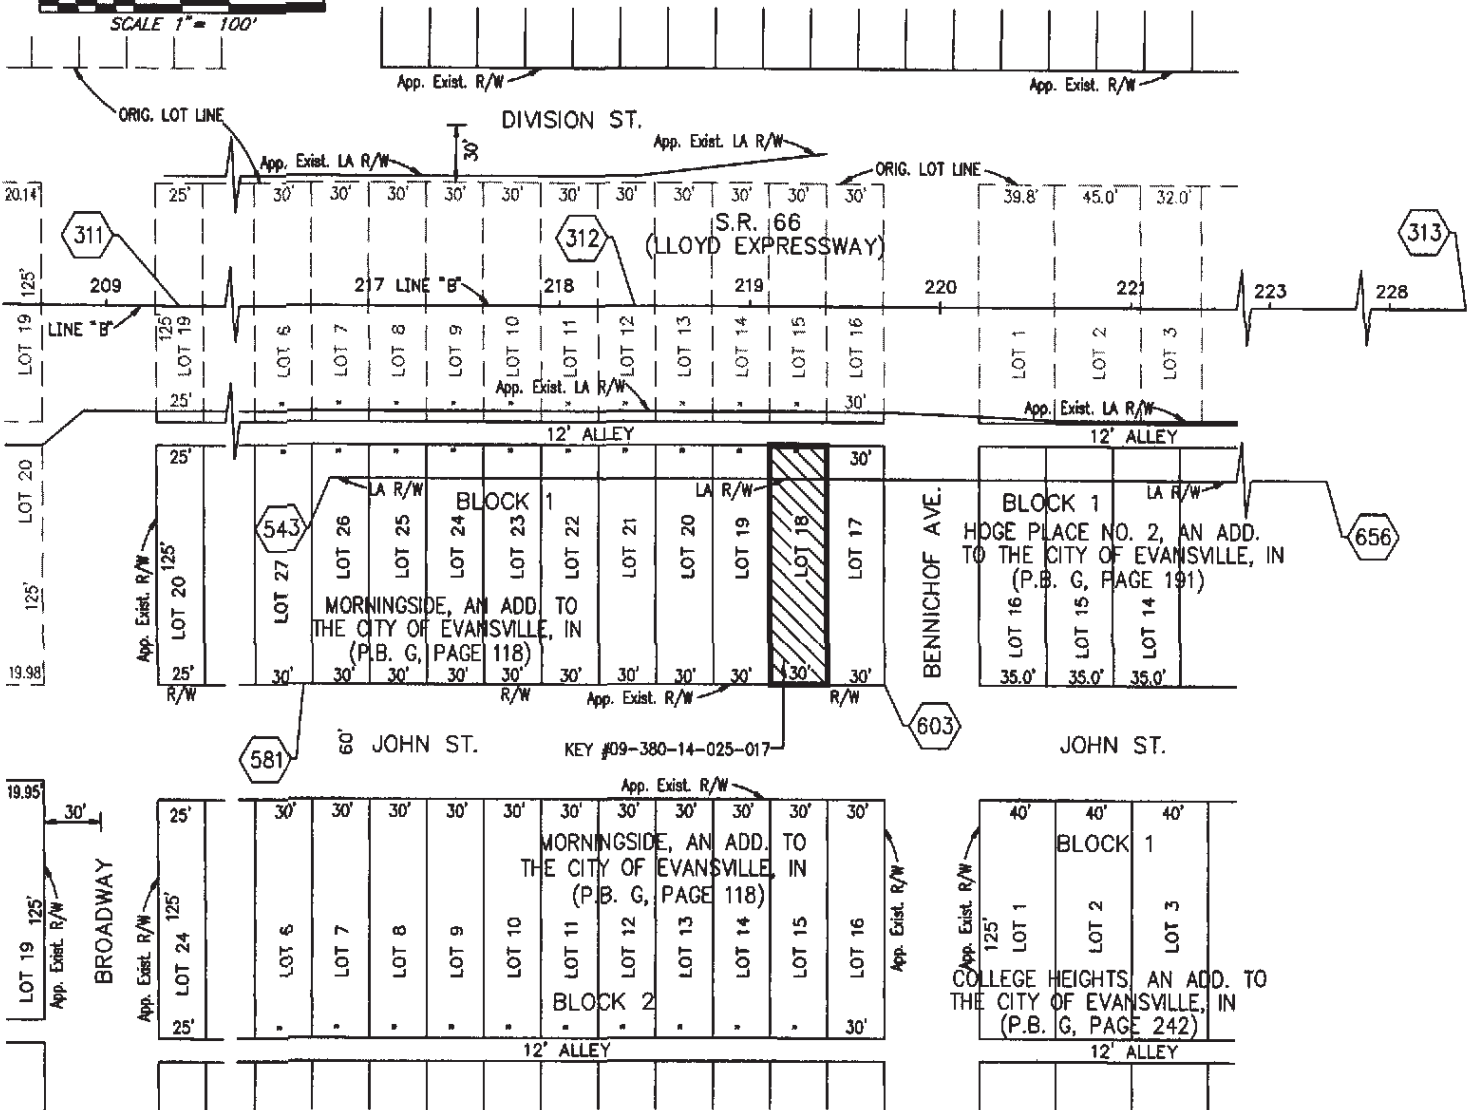 SCALE 1"= 100'
App. Exist. R/W
App. Exist. R/W
ORIG. LOT LINE
DIVISION ST.
30'
App. Exist. LA R/W
App. Exist. LA R/W
ORIG. LOT LINE
20.14'
25'
30'
30'
30'
30'
30'
30'
30'
30'
30'
30'
30'
39.8'
45.0'
32.0'
S.R. 66
(LLOYD EXPRESSWAY)
311
312
313
125'
209
217 LINE "B"
218
219
220
221
223
228
LINE "B"
LOT 19
125'
LOT 19
LOT 6
LOT 7
LOT 8
LOT 9
LOT 10
LOT 11
LOT 12
LOT 13
LOT 14
LOT 15
LOT 16
LOT 1
LOT 2
LOT 3
App. Exist. LA R/W
25'
" " " " " " " " " "
30'
App. Exist. LA R/W
12' ALLEY
12' ALLEY
25'
" " " " " " " " " "
30'
LOT 20
125'
19.98
LA R/W
LA R/W
LA R/W
BLOCK 1
BLOCK 1
543
656
App. Exist. R/W
LOT 20
125'
LOT 27
LOT 26
LOT 25
LOT 24
LOT 23
LOT 22
LOT 21
LOT 20
LOT 19
LOT 18
LOT 17
BENNICHOF AVE.
HOGE PLACE NO. 2, AN ADD.
TO THE CITY OF EVANSVILLE, IN
(P.B. G, PAGE 191)
MORNINGSIDE, AN ADD. TO
THE CITY OF EVANSVILLE, IN
(P.B. G, PAGE 118)
LOT 16
LOT 15
LOT 14
25'
30'
30'
30'
30'
30'
30'
30'
30'
30'
30'
30'
35.0'
35.0'
35.0'
R/W
R/W
App. Exist. R/W
R/W
581
60'
JOHN ST.
KEY #09-380-14-025-017
603
JOHN ST.
App. Exist. R/W
19.95'
30'
25'
30'
30'
30'
30'
30'
30'
30'
30'
30'
30'
30'
40'
40'
40'
MORNINGSIDE, AN ADD. TO
THE CITY OF EVANSVILLE, IN
(P.B. G, PAGE 118)
BLOCK 1
LOT 19
125'
App. Exist. R/W
BROADWAY
App. Exist. R/W
LOT 24
125'
LOT 6
LOT 7
LOT 8
LOT 9
LOT 10
LOT 11
LOT 12
LOT 13
LOT 14
LOT 15
LOT 16
App. Exist. R/W
App. Exist. R/W
125'
LOT 1
LOT 2
LOT 3
COLLEGE HEIGHTS, AN ADD. TO
THE CITY OF EVANSVILLE, IN
(P.B. G, PAGE 242)
BLOCK 2
25'
" " " " " " " " " "
30'
12' ALLEY
12' ALLEY